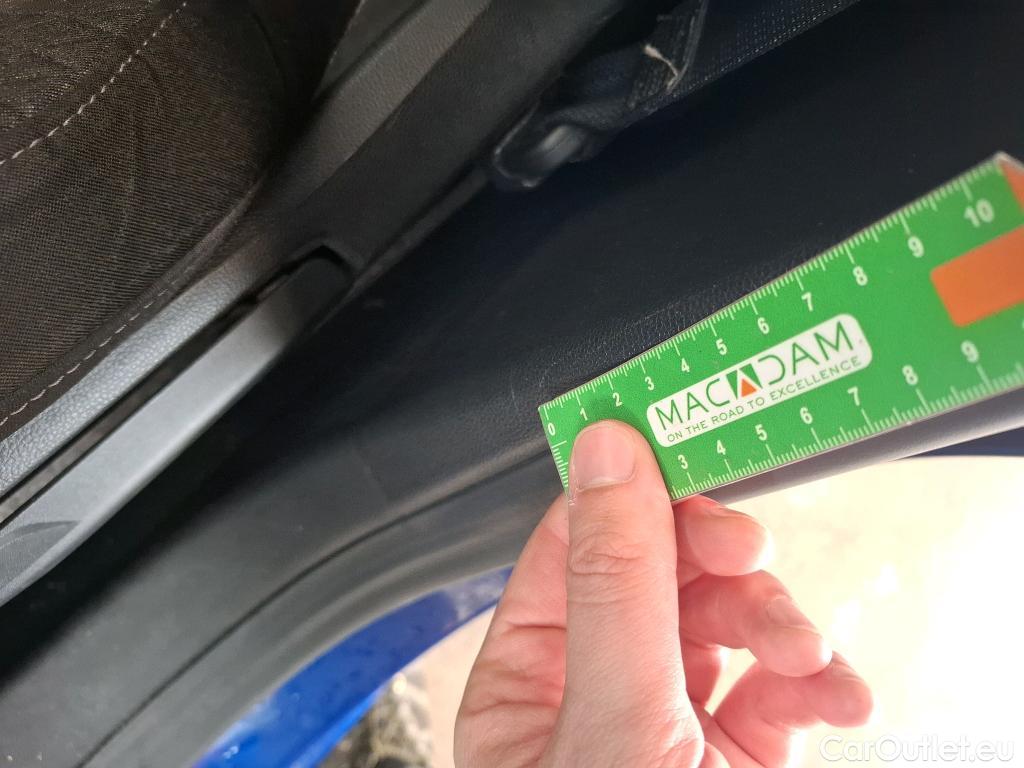 0 1 2 3 4 5 6 7 8 9 10
MACADAM
ON THE ROAD TO EXCELLENCE
3 4 5 6 7 8 9
CarOutlet.eu